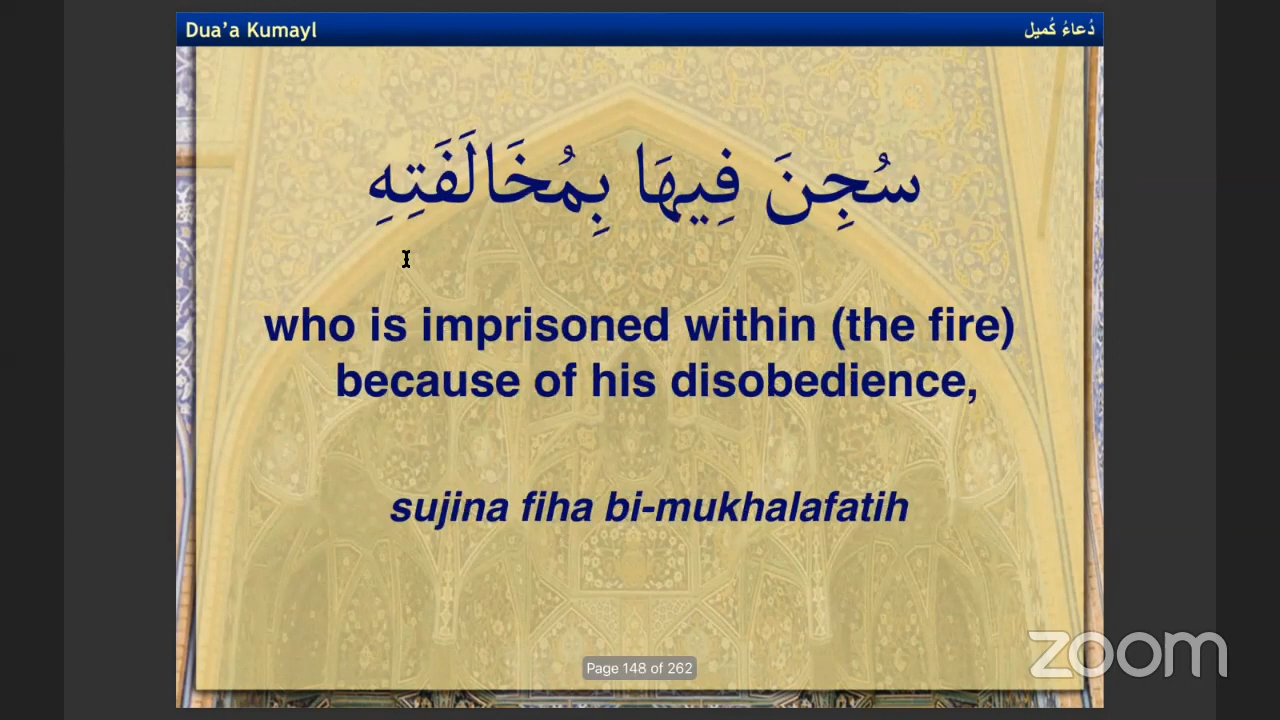 Dua’a Kumayl
دُعاءُ كُميل
سُجِنَ فِيهَا بِمُخَالَفَتِهِ
who is imprisoned within (the fire)
because of his disobedience,
sujina fiha bi-mukhalafatih
Page 148 of 262
zoom